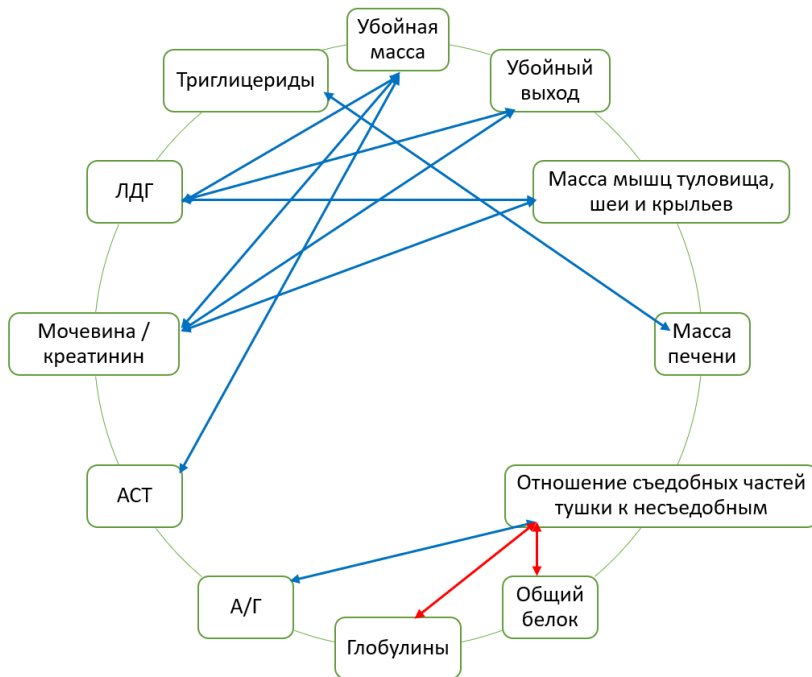 Убойная
масса
Триглицериды
Убойный
выход
ЛДГ
Масса мышц туловища,
шеи и крыльев
Мочевина /
креатинин
Масса
печени
АСТ
Отношение съедобных частей
тушки к несъедобным
А/Г
Общий
белок
Глобулины